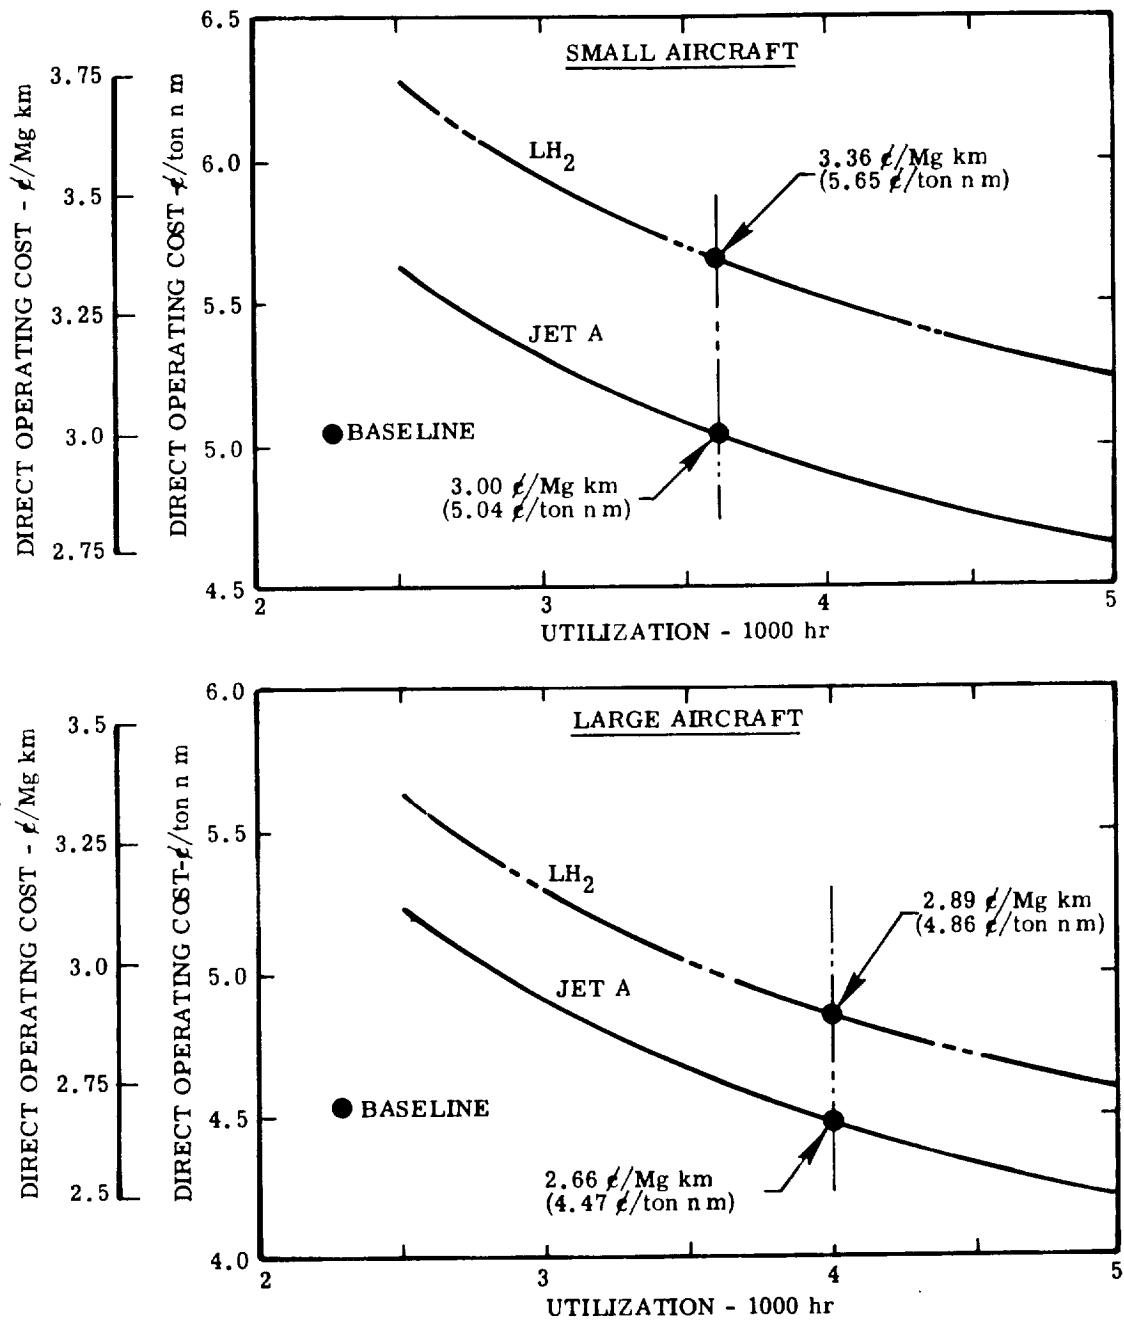 SMALL AIRCRAFT
DIRECT OPERATING COST - ¢/Mg km
3.75
3.5
3.25
3.0
2.75
DIRECT OPERATING COST -¢/ton n m
6.5
6.0
5.5
5.0
4.5
LH2
3.36 ¢/Mg km
(5.65 ¢/ton n m)
JET A
BASELINE
3.00 ¢/Mg km
(5.04 ¢/ton n m)
2 3 4 5
UTILIZATION - 1000 hr
LARGE AIRCRAFT
DIRECT OPERATING COST - ¢/Mg km
3.5
3.25
3.0
2.75
2.5
DIRECT OPERATING COST-¢/ton n m
6.0
5.5
5.0
4.5
4.0
LH2
2.89 ¢/Mg km
(4.86 ¢/ton n m)
JET A
BASELINE
2.66 ¢/Mg km
(4.47 ¢/ton n m)
2 3 4 5
UTILIZATION - 1000 hr